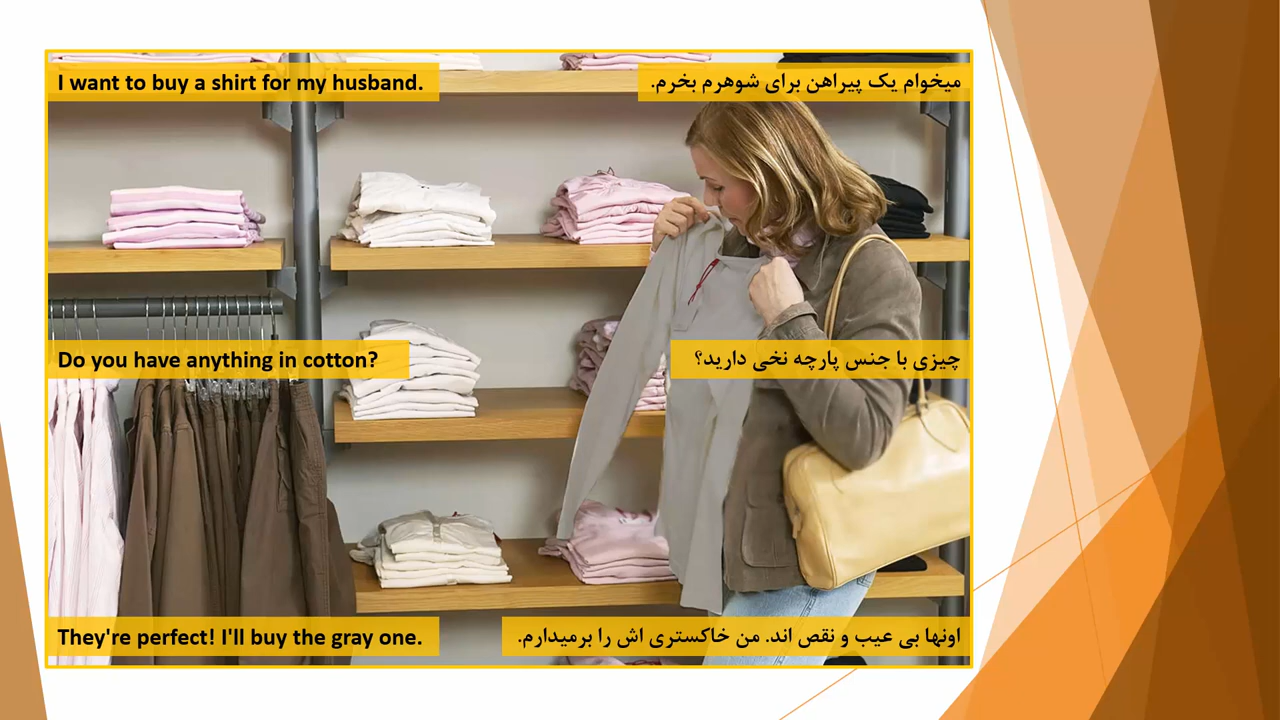 I want to buy a shirt for my husband.
میخوام یک پیراهن برای شوهرم بخرم.
Do you have anything in cotton?
چیزی با جنس پارچه نخی دارید؟
They're perfect! I'll buy the gray one.
اونها بی عیب و نقص اند. من خاکستری اش را برمیدارم.